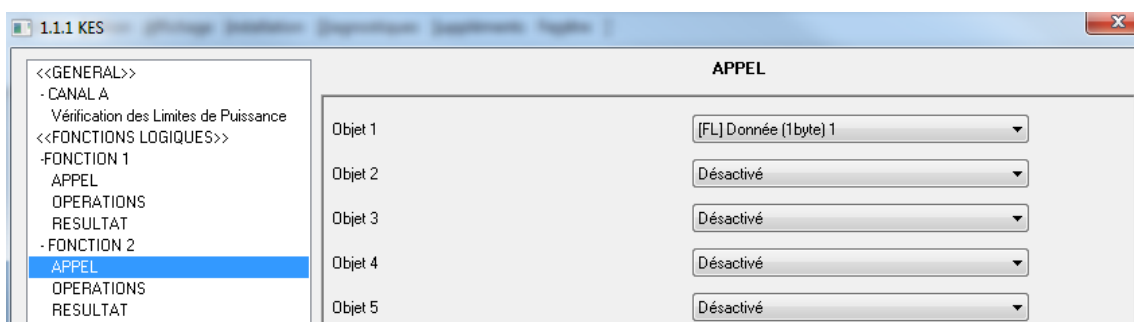 1.1.1 KES
<<GENERAL>>
- CANAL A
Vérification des Limites de Puissance
<<FONCTIONS LOGIQUES>>
-FONCTION 1
APPEL
OPERATIONS
RESULTAT
- FONCTION 2
APPEL
OPERATIONS
RESULTAT
APPEL
Objet 1 [FL] Donnée (1byte) 1
Objet 2 Désactivé
Objet 3 Désactivé
Objet 4 Désactivé
Objet 5 Désactivé